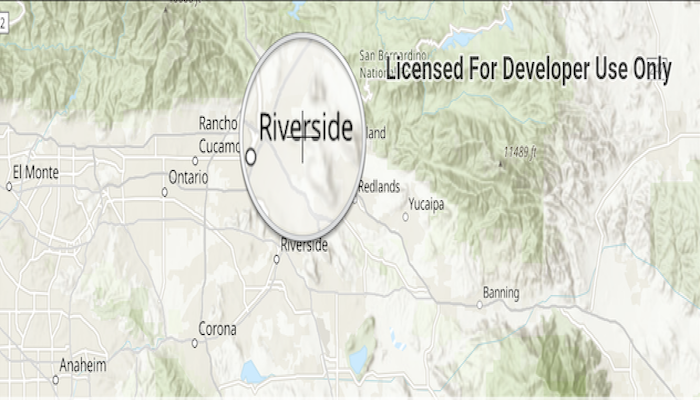 2
San Bernardino
Nation
Licensed For Developer Use Only
Rancho
Cucamo
Riverside
land
11489 ft
El Monte
Ontario
Redlands
Yucaipa
Riverside
Banning
Corona
Anaheim